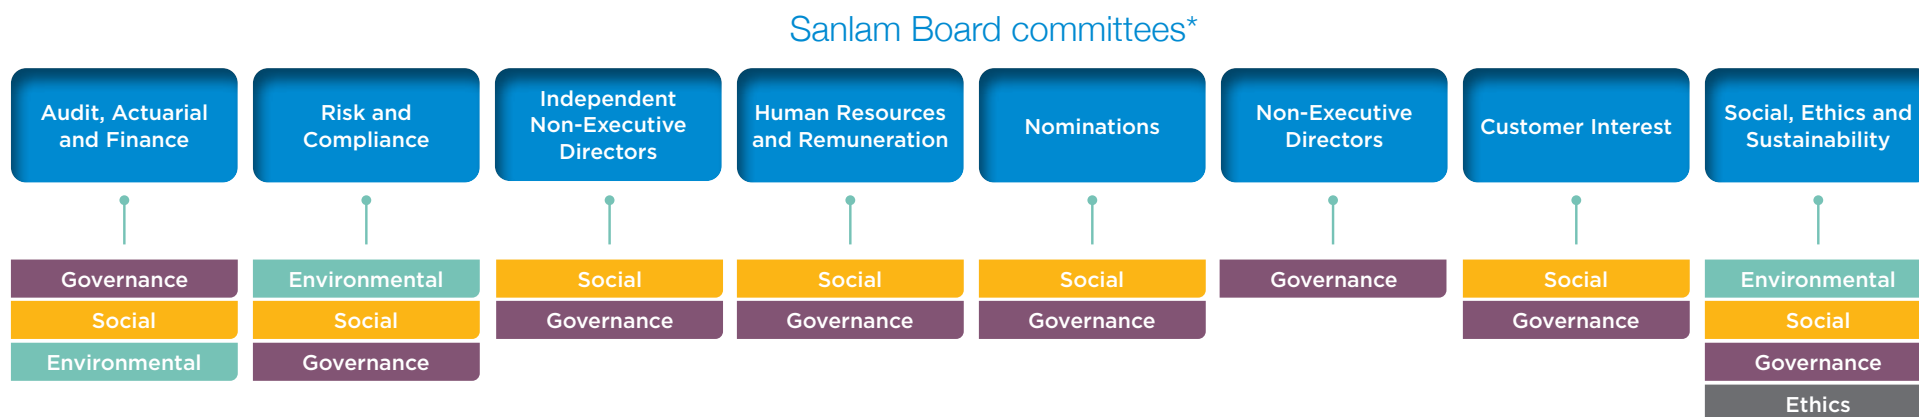 Sanlam Board committees*
Audit, Actuarial
and Finance
Governance
Social
Environmental
Risk and
Compliance
Environmental
Social
Governance
Independent
Non-Executive
Directors
Social
Governance
Human Resources
and Remuneration
Social
Governance
Nominations
Social
Governance
Non-Executive
Directors
Governance
Customer Interest
Social
Governance
Social, Ethics and
Sustainability
Environmental
Social
Governance
Ethics